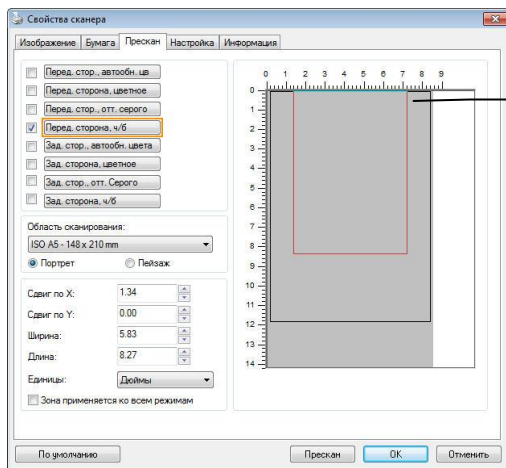 Свойства сканера
Изображение Бумага Прескан Настройка Информация
Перед. стор., автообн. цв
Перед. сторона, цветное
Перед. стор., отт. серого
Перед. сторона, ч/б
Зад. стор., автообн. цвета
Зад. сторона, цветное
Зад. стор., отт. Серого
Зад. сторона, ч/б
Область сканирования:
ISO A5 - 148 x 210 mm
Портрет Пейзаж
Сдвиг по X: 1.34
Сдвиг по Y: 0.00
Ширина: 5.83
Длина: 8.27
Единицы: Дюймы
Зона применяется ко всем режимам
0 1 2 3 4 5 6 7 8 9
0
1
2
3
4
5
6
7
8
9
10
11
12
13
14
По умолчанию Прескан OK Отменить